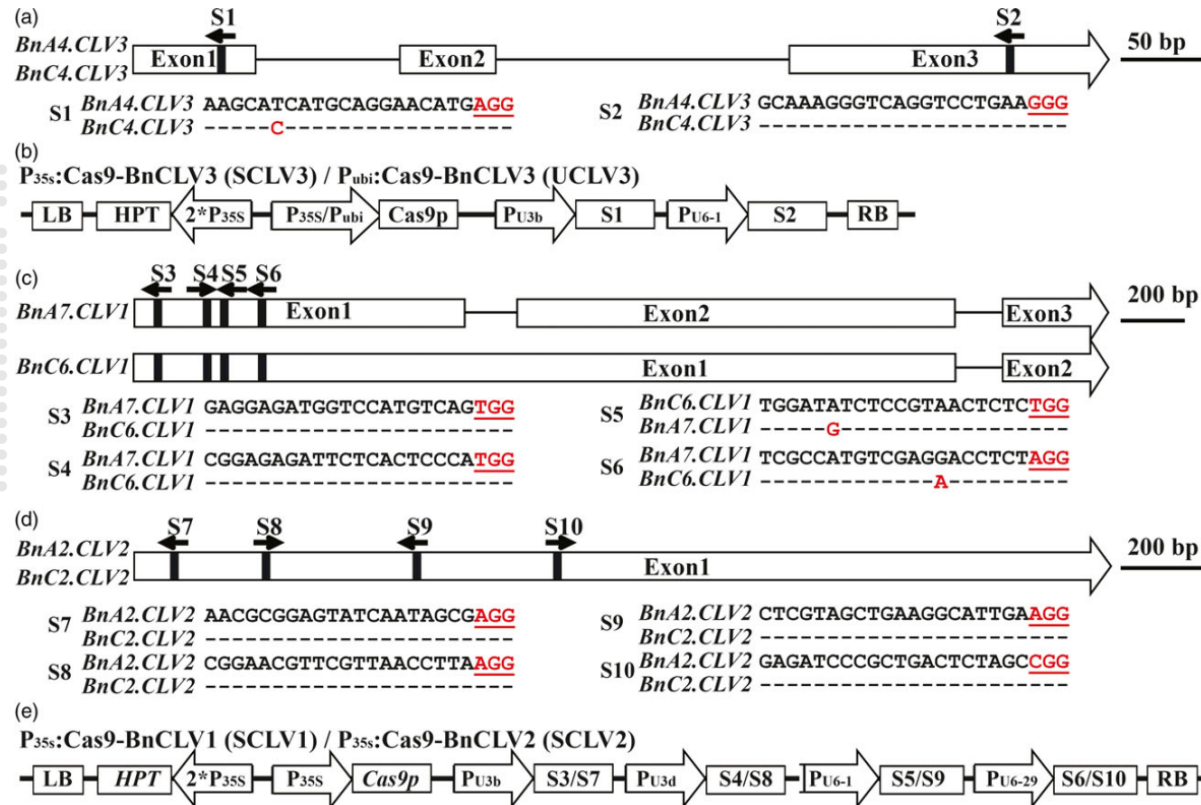 (a)
S1 S2
BnA4.CLV3
BnC4.CLV3
Exon1 Exon2 Exon3 50 bp
S1 BnA4.CLV3 AAGCATCATGCAGGAACATGAGG
BnC4.CLV3 -----C-----------------
S2 BnA4.CLV3 GCAAAGGGTCAGGTCCTGAAGGG
BnC4.CLV3 -----------------------
(b)
P35s:Cas9-BnCLV3 (SCLV3) / Pubi:Cas9-BnCLV3 (UCLV3)
LB HPT 2*P35S P35S/Pubi Cas9p PU3b S1 PU6-1 S2 RB
(c)
S3 S4 S5 S6
BnA7.CLV1 Exon1 Exon2 Exon3 200 bp
BnC6.CLV1 Exon1 Exon2
S3 BnA7.CLV1 GAGGAGATGGTCCATGTCAGTGG
BnC6.CLV1 -----------------------
S4 BnA7.CLV1 CGGAGAGATTCTCACTCCCATGG
BnC6.CLV1 -----------------------
S5 BnC6.CLV1 TGGATATCTCCGTAACTCTCTGG
BnA7.CLV1 -----G-----------------
S6 BnA7.CLV1 TCGCCATGTCGAGGACCTCTAGG
BnC6.CLV1 -------------A---------
(d)
S7 S8 S9 S10
BnA2.CLV2
BnC2.CLV2
Exon1 200 bp
S7 BnA2.CLV2 AACGCGGAGTATCAATAGCGAGG
BnC2.CLV2 -----------------------
S8 BnA2.CLV2 CGGAACGTTCGTTAACCTTAAGG
BnC2.CLV2 -----------------------
S9 BnA2.CLV2 CTCGTAGCTGAAGGCATTGAAGG
BnC2.CLV2 -----------------------
S10 BnA2.CLV2 GAGATCCCGCTGACTCTAGCCGG
BnC2.CLV2 -----------------------
(e)
P35s:Cas9-BnCLV1 (SCLV1) / P35s:Cas9-BnCLV2 (SCLV2)
LB HPT 2*P35S P35S Cas9p PU3b S3/S7 PU3d S4/S8 PU6-1 S5/S9 PU6-29 S6/S10 RB